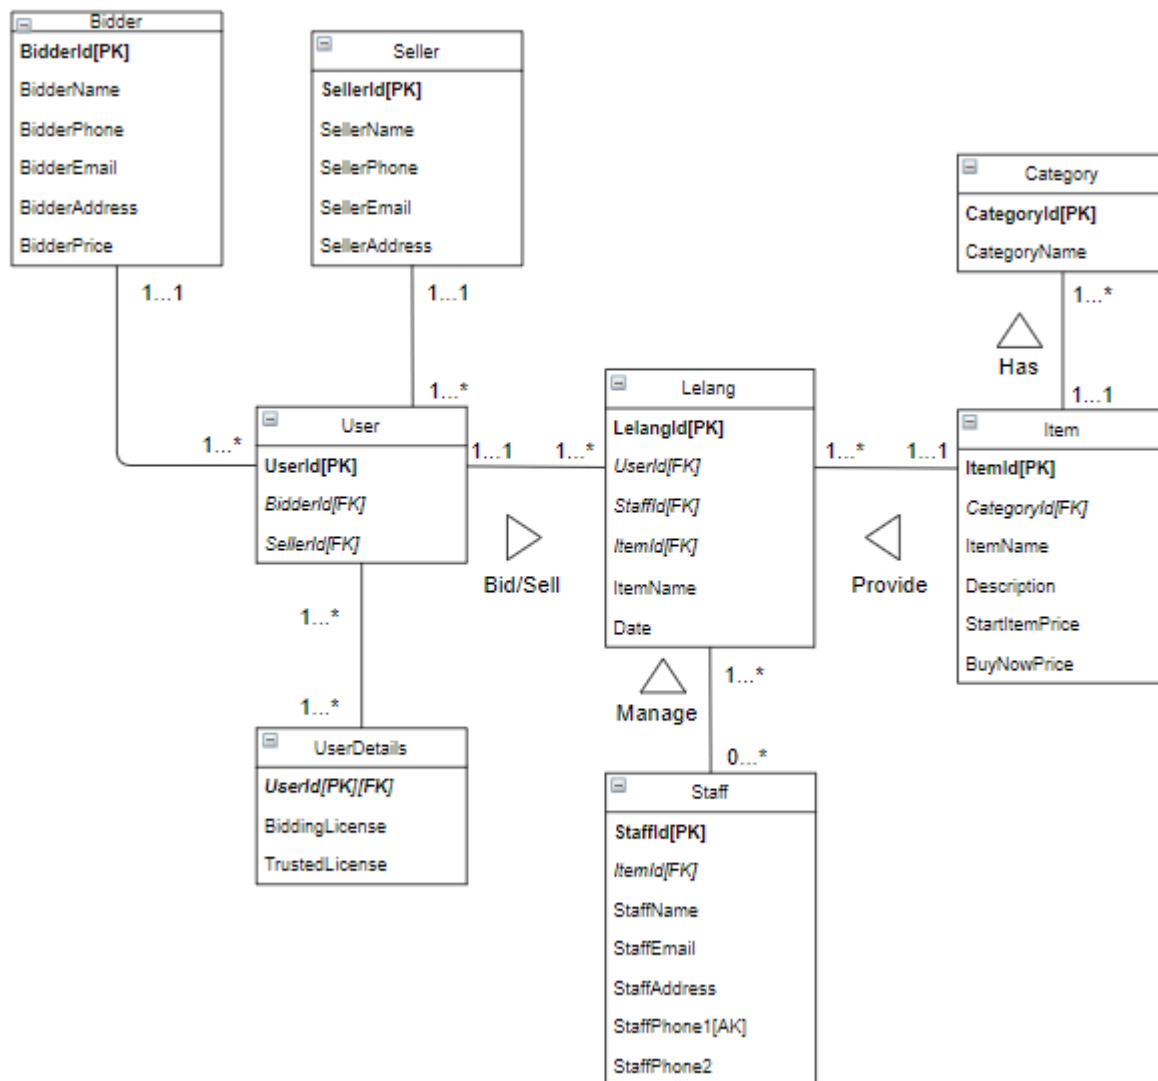 Bidder
BidderId[PK]
BidderName
BidderPhone
BidderEmail
BidderAddress
BidderPrice
Seller
SellerId[PK]
SellerName
SellerPhone
SellerEmail
SellerAddress
Category
CategoryId[PK]
CategoryName
1...1
1...1
1...*
Has
1...*
1...1
User
UserId[PK]
BidderId[FK]
SellerId[FK]
1...*
1...1
1...*
Bid/Sell
Lelang
LelangId[PK]
UserId[FK]
StaffId[FK]
ItemId[FK]
ItemName
Date
1...*
1...1
Provide
Item
ItemId[PK]
CategoryId[FK]
ItemName
Description
StartItemPrice
BuyNowPrice
1...*
1...*
UserDetails
UserId[PK][FK]
BiddingLicense
TrustedLicense
1...*
Manage
0...*
Staff
StaffId[PK]
ItemId[FK]
StaffName
StaffEmail
StaffAddress
StaffPhone1[AK]
StaffPhone2